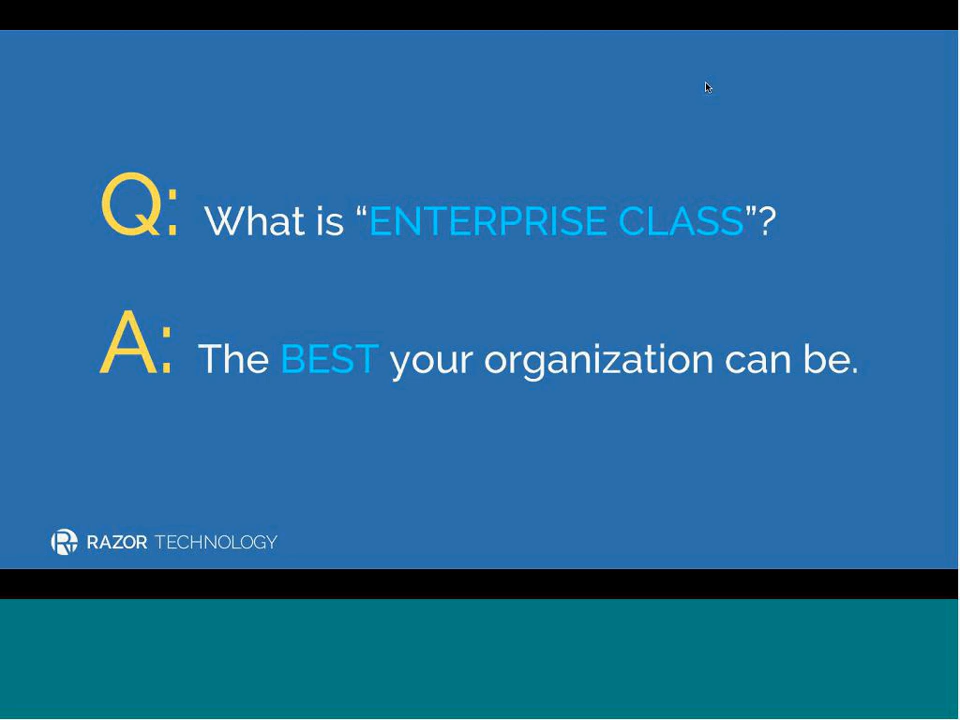 Q: What is “ENTERPRISE CLASS”?
A: The BEST your organization can be.
RAZOR TECHNOLOGY